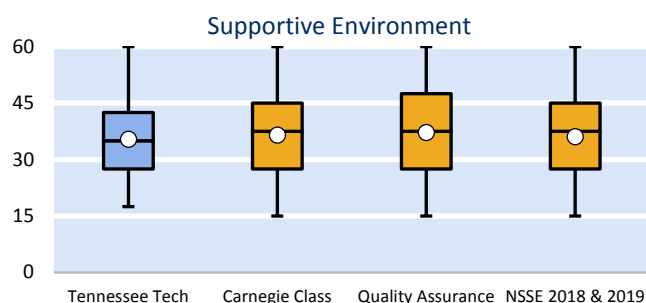 Supportive Environment
60
45
30
15
0
Tennessee Tech Carnegie Class Quality Assurance NSSE 2018 & 2019